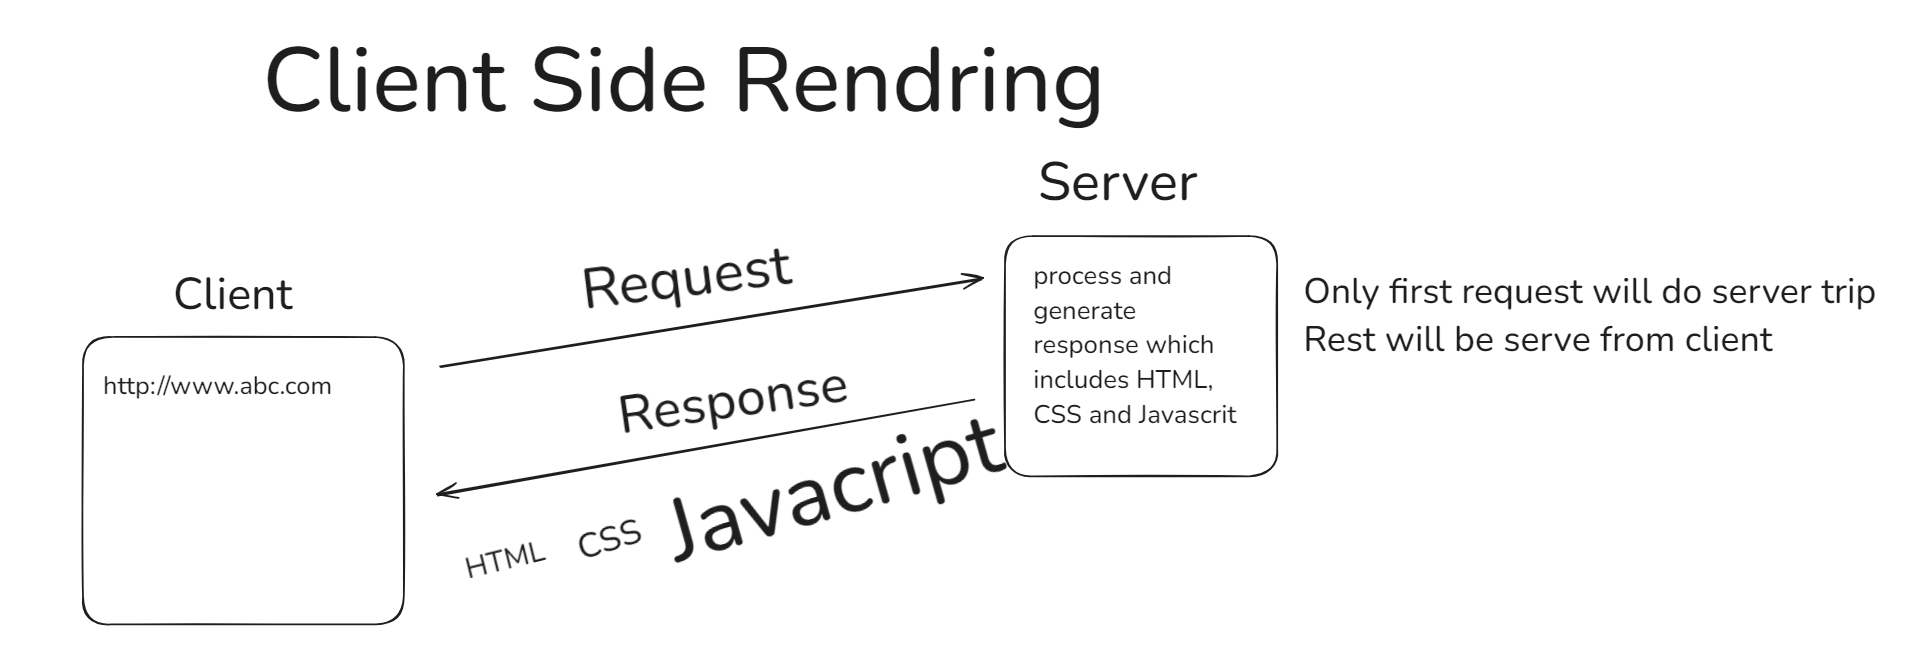 Client Side Rendring
Server
Client
Request
process and
generate
response which
includes HTML,
CSS and Javascrit
Only first request will do server trip
Rest will be serve from client
http://www.abc.com
Response
HTML CSS Javacript